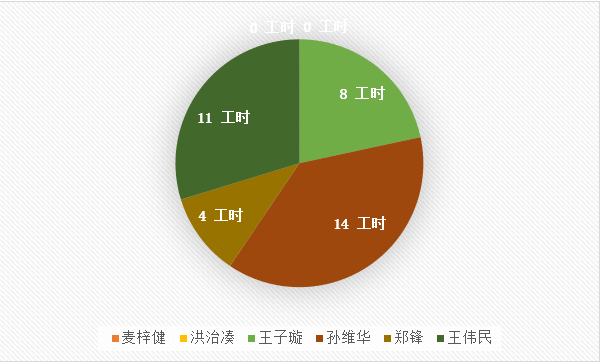 0 工时 0 工时
8 工时
11 工时
4 工时
14 工时
麦梓健 洪治凑 王子璇 孙维华 郑锋 王伟民